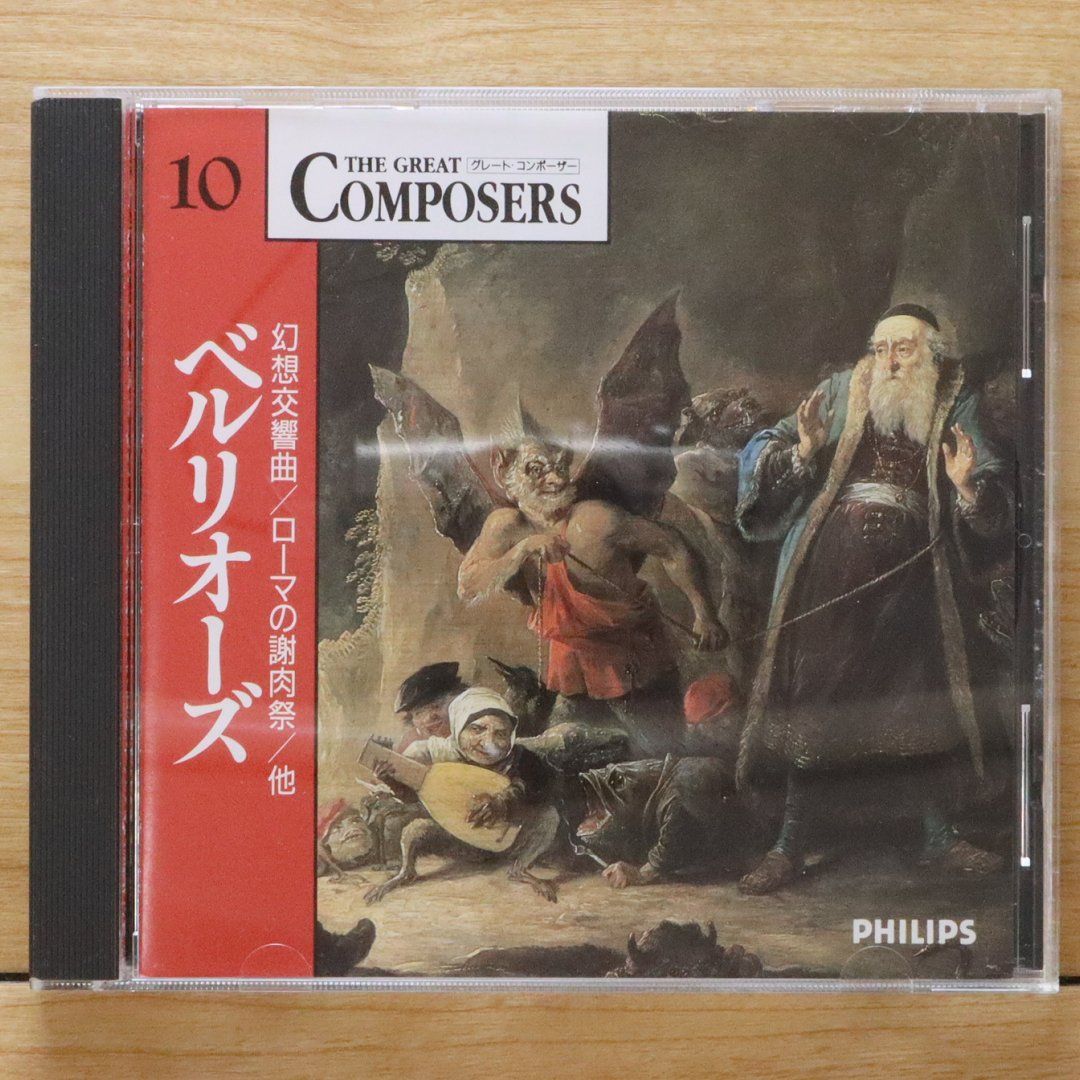 10
THE GREAT グレート・コンポーザー
COMPOSERS
ベルリオーズ
幻想交響曲／ローマの謝肉祭／他
PHILIPS